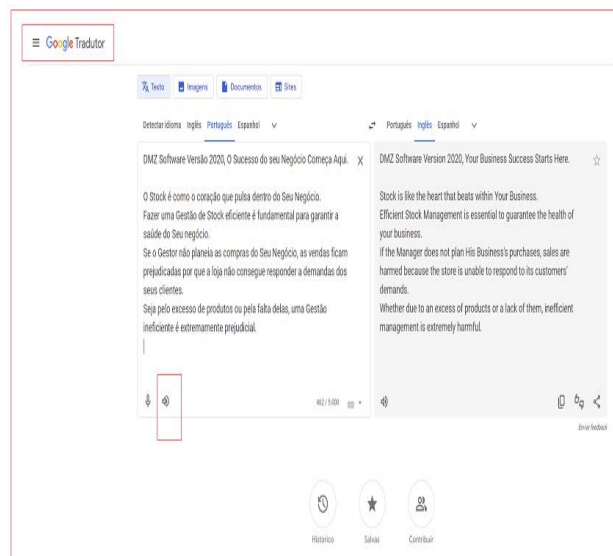 Google Tradutor
Texto Imagens Documentos Sites
Detectar idioma Inglês Português Espanhol
Português Inglês Espanhol
DMZ Software Versão 2020, O Sucesso do seu Negócio Começa Aqui.
O Stock é como o coração que pulsa dentro do Seu Negócio.
Fazer uma Gestão de Stock eficiente é fundamental para garantir a
saúde do Seu negócio.
Se o Gestor não planeia as compras do Seu Negócio, as vendas ficam
prejudicadas por que a loja não consegue responder a demandas dos
seus clientes.
Seja pelo excesso de produtos ou pela falta delas, uma Gestão
ineficiente é extremamente prejudicial.
462 / 5.000
DMZ Software Version 2020, Your Business Success Starts Here.
Stock is like the heart that beats within Your Business.
Efficient Stock Management is essential to guarantee the health of
your business.
If the Manager does not plan His Business's purchases, sales are
harmed because the store is unable to respond to its customers'
demands.
Whether due to an excess of products or a lack of them, inefficient
management is extremely harmful.
Enviar feedback
Histórico Salvas Contribuir